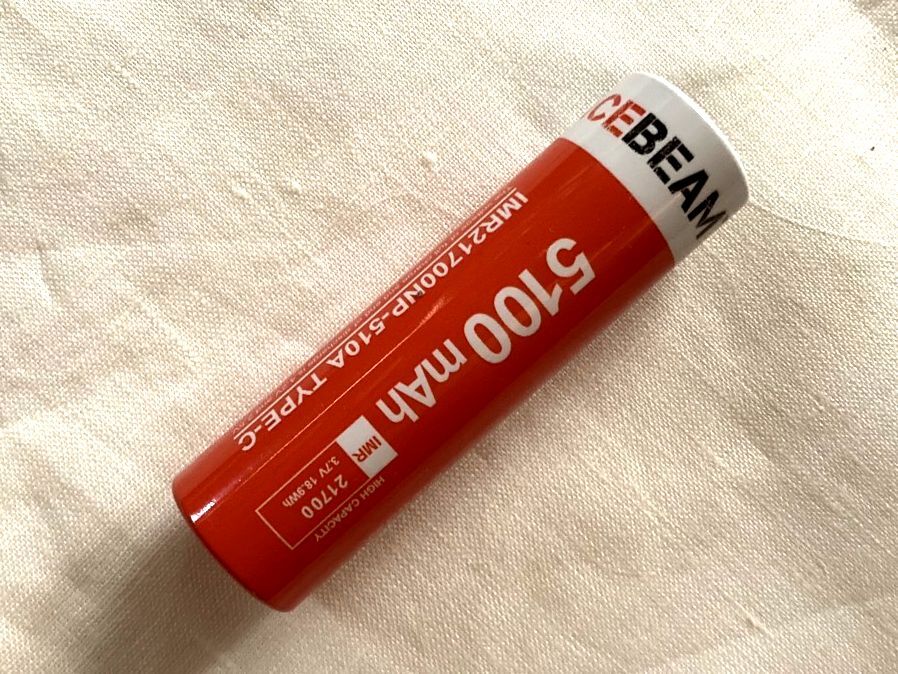 CEBEAM
5100 mAh
IMR21700NP-510A TYPE-C
IMR
21700
3.7V 18.9Wh
HIGH CAPACITY